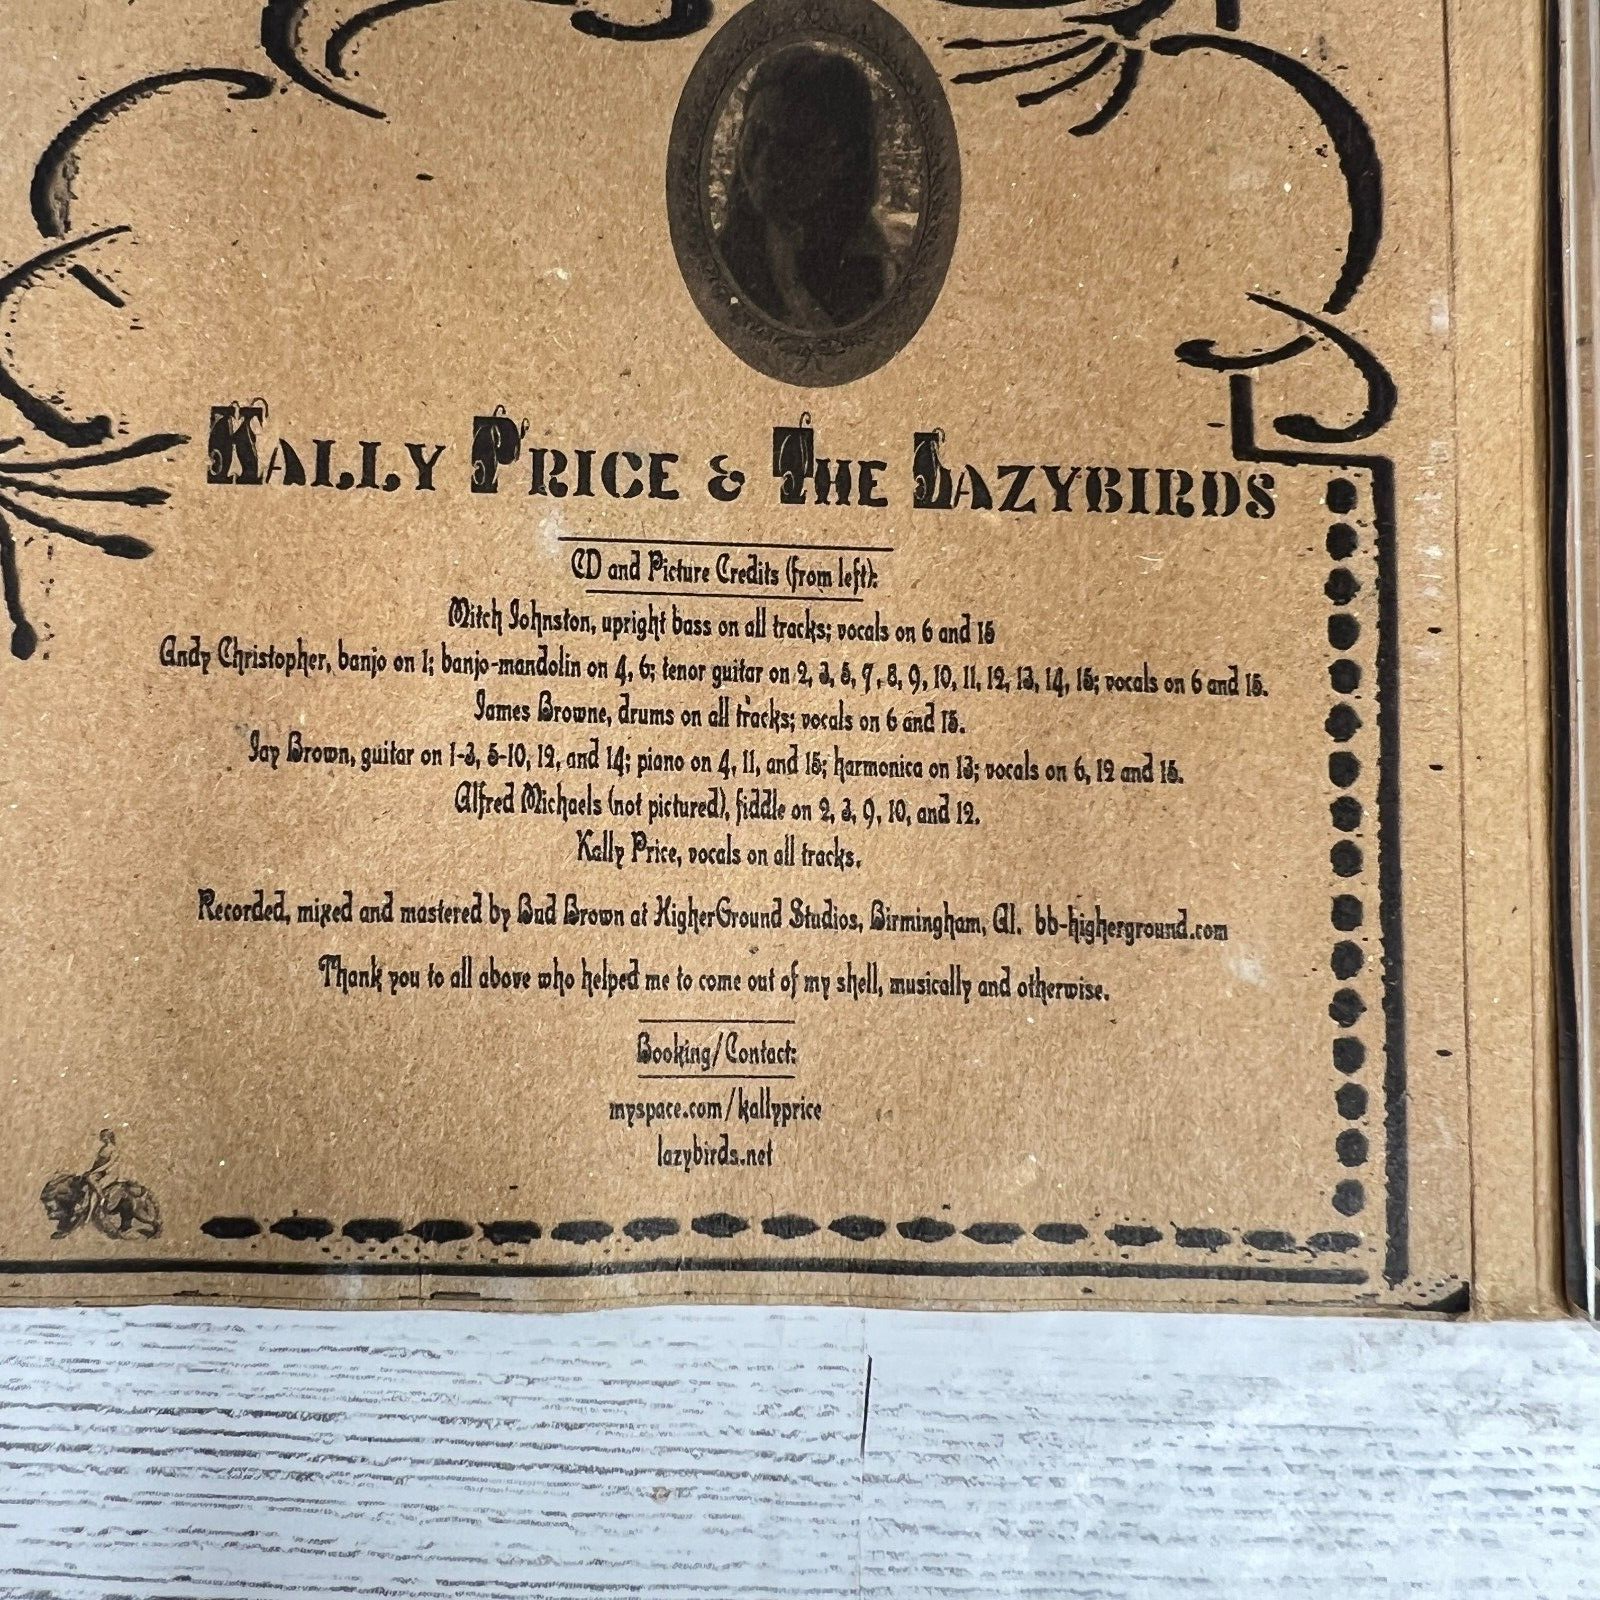 Kally Price & The Lazybirds
CD and Picture Credits (from left):
Mitch Johnston, upright bass on all tracks; vocals on 6 and 15
Andy Christopher, banjo on 1; banjo-mandolin on 4, 6; tenor guitar on 2, 3, 5, 7, 8, 9, 10, 11, 12, 13, 14, 15; vocals on 6 and 15.
James Browne, drums on all tracks; vocals on 6 and 15.
Jay Brown, guitar on 1-3, 5-10, 12, and 14; piano on 4, 11, and 15; harmonica on 13; vocals on 6, 12 and 15.
Alfred Michaels (not pictured), fiddle on 2, 3, 9, 10, and 12.
Kally Price, vocals on all tracks.
Recorded, mixed and mastered by Bud Brown at HigherGround Studios, Birmingham, Al. bb-higherground.com
Thank you to all above who helped me to come out of my shell, musically and otherwise.
Booking/Contact:
myspace.com/kallyprice
lazybirds.net